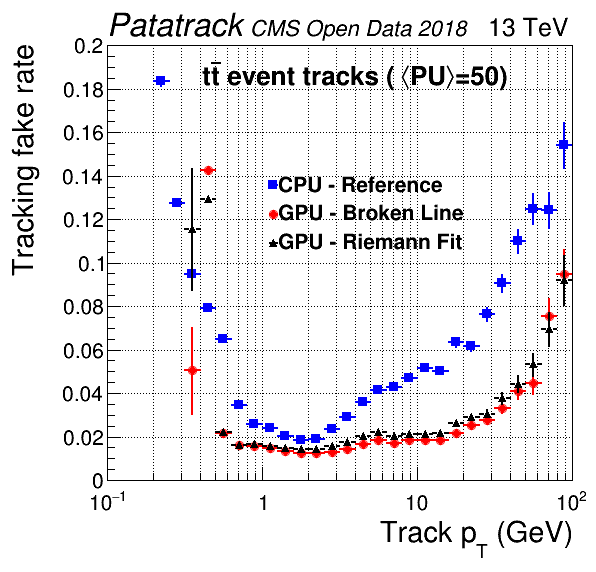 Patatrack CMS Open Data 2018 13 TeV
tt̄ event tracks ( ⟨PU⟩=50)
CPU - Reference
GPU - Broken Line
GPU - Riemann Fit
Tracking fake rate
0.2
0.18
0.16
0.14
0.12
0.1
0.08
0.06
0.04
0.02
0
10⁻¹ 1 10 10²
Track p_T (GeV)